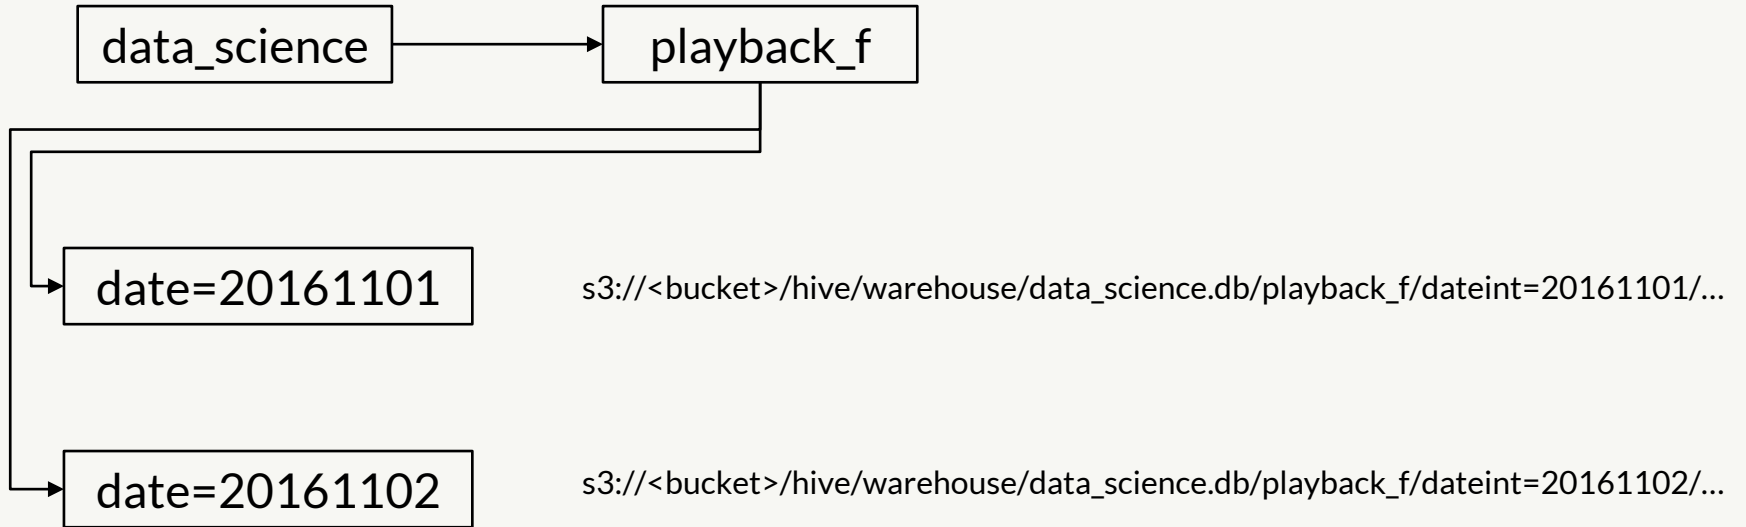 data_science
playback_f
date=20161101
s3://<bucket>/hive/warehouse/data_science.db/playback_f/dateint=20161101/...
date=20161102
s3://<bucket>/hive/warehouse/data_science.db/playback_f/dateint=20161102/...